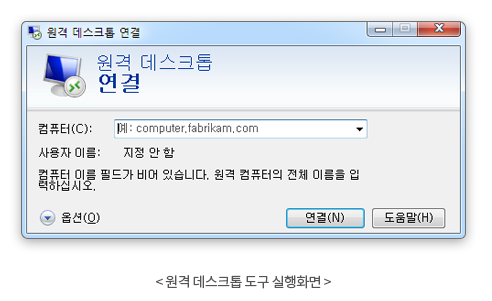 원격 데스크톱 연결
원격 데스크톱
연결
컴퓨터(C):
예: computer.fabrikam.com
사용자 이름: 지정 안 함
컴퓨터 이름 필드가 비어 있습니다. 원격 컴퓨터의 전체 이름을 입
력하십시오.
옵션(O)
연결(N)
도움말(H)
< 원격 데스크톱 도구 실행화면 >